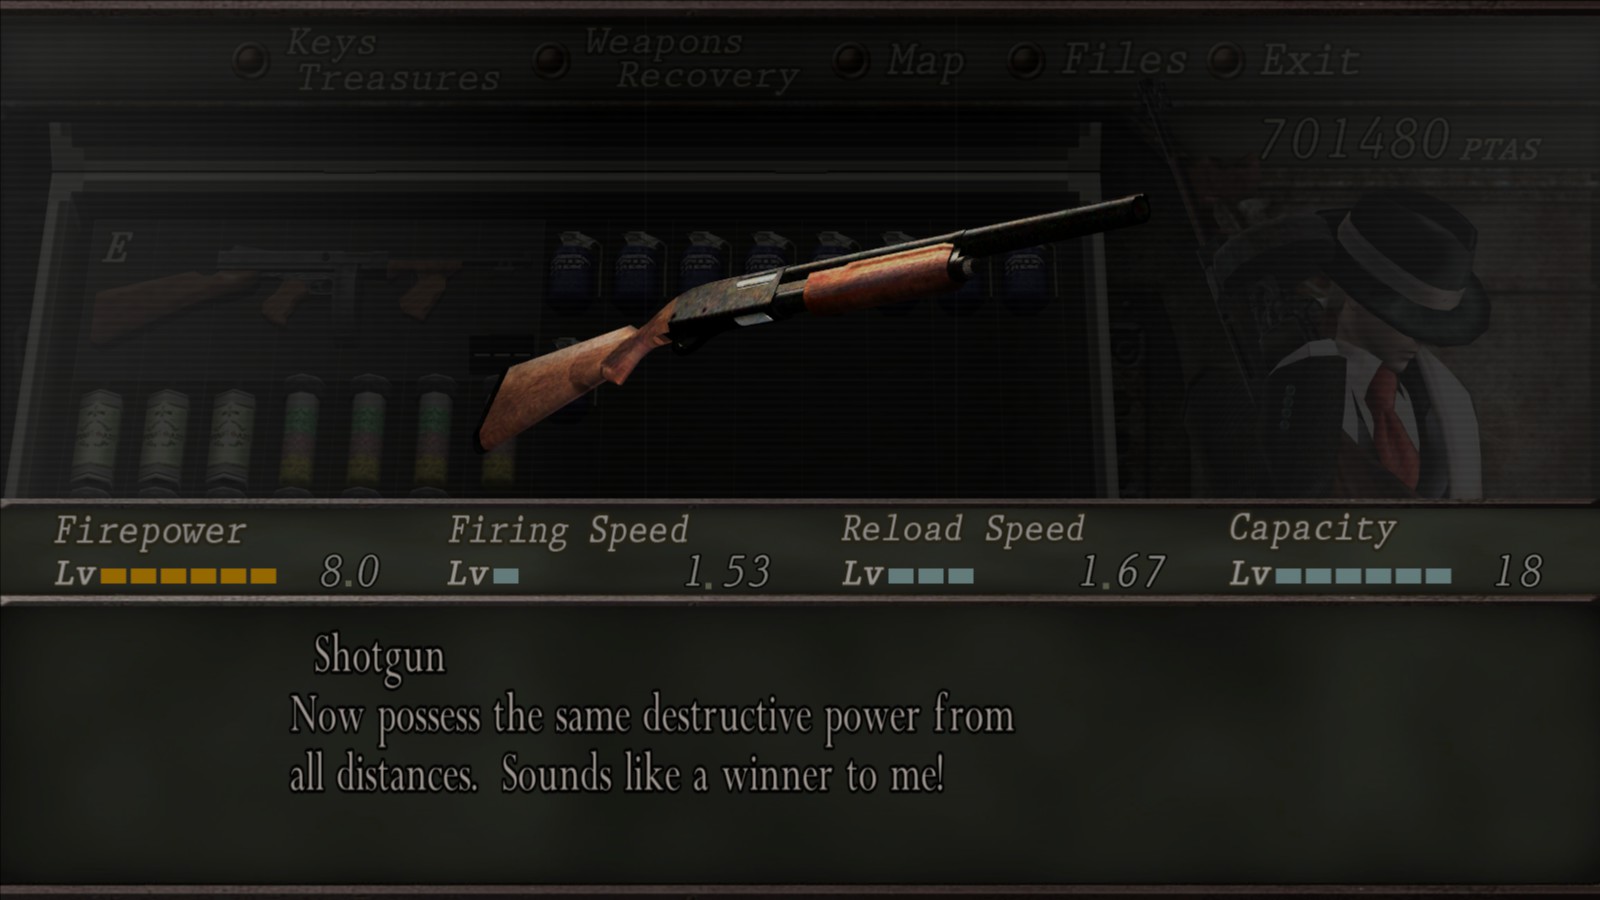 Keys
Treasures
Weapons
Recovery
Map
Files
Exit
701480 PTAS
E
Firepower
Lv 8.0
Firing Speed
Lv 1.53
Reload Speed
Lv 1.67
Capacity
Lv 18
Shotgun
Now possess the same destructive power from
all distances. Sounds like a winner to me!